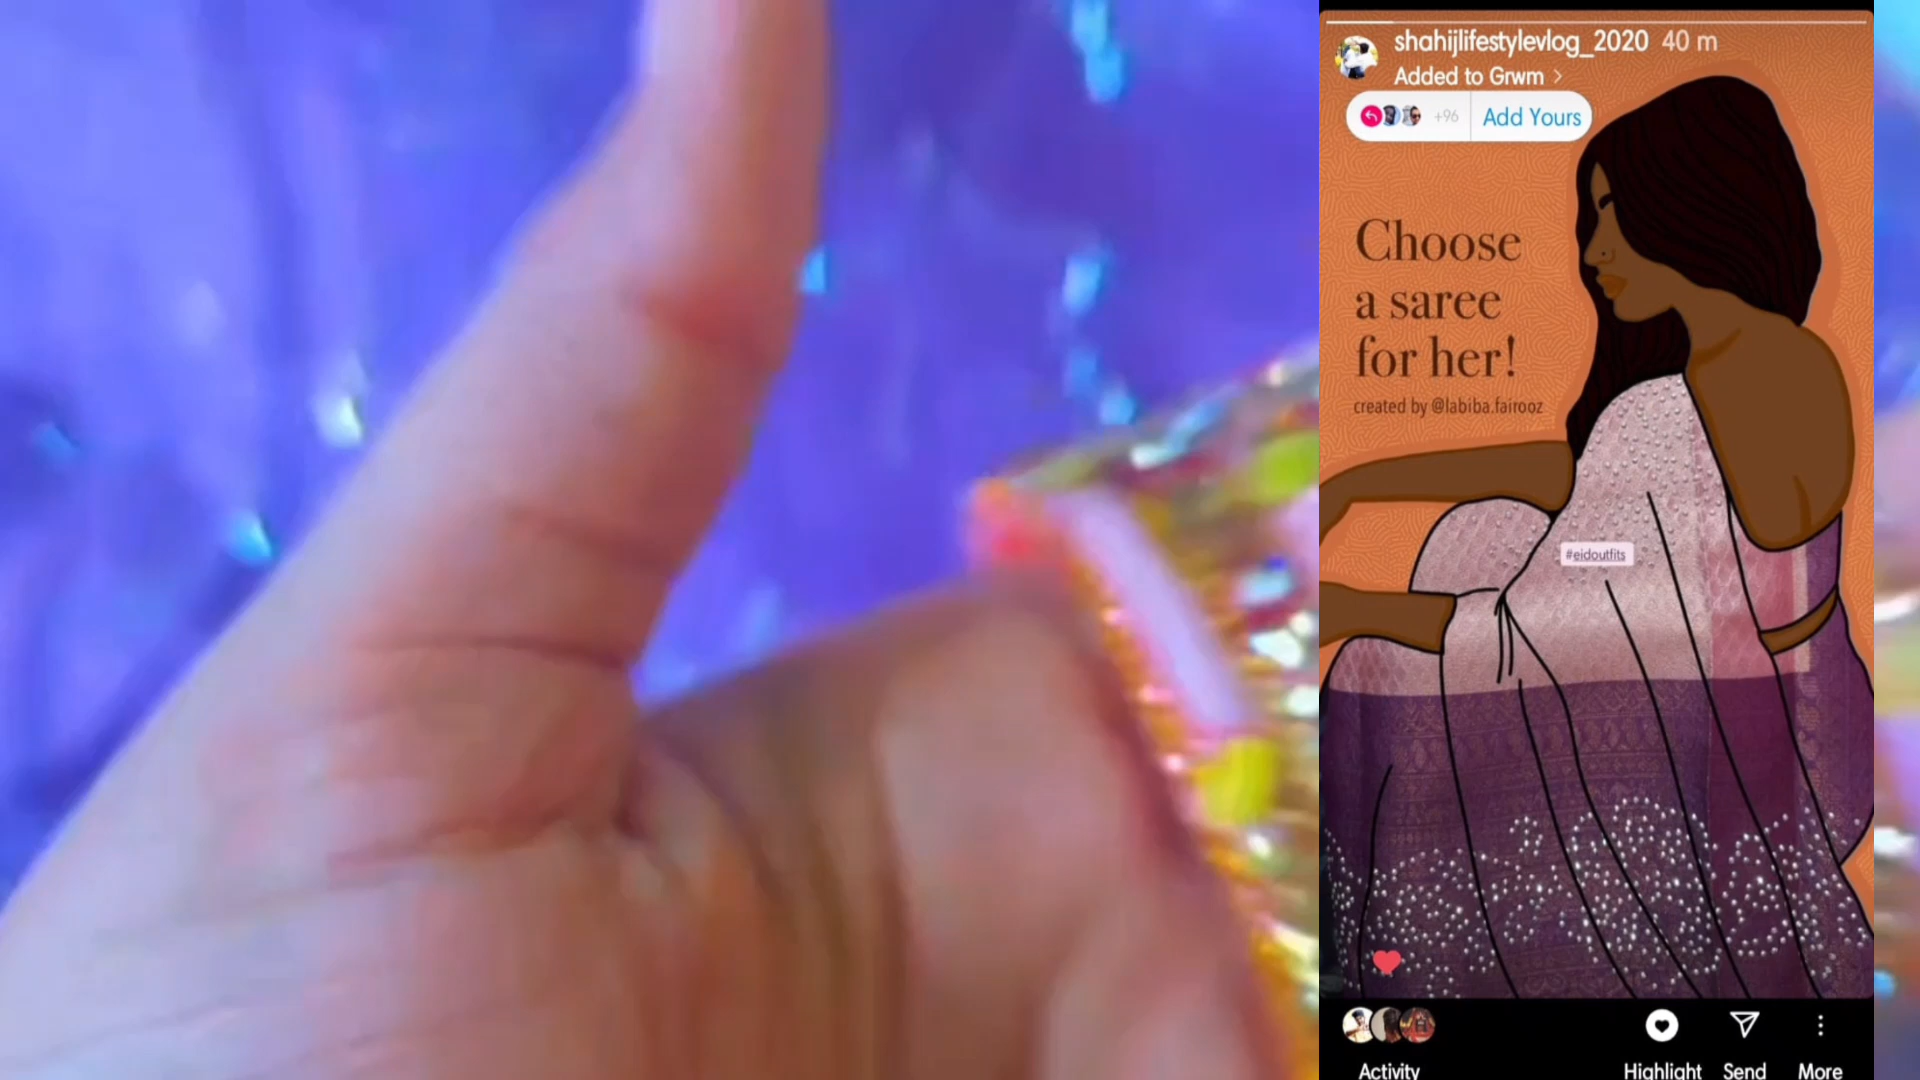 shahijlifestylevlog_2020 40 m
Added to Grwm >
+96 Add Yours
Choose
a saree
for her!
created by @labiba.fairooz
#eidoutfits
Activity Highlight Send More